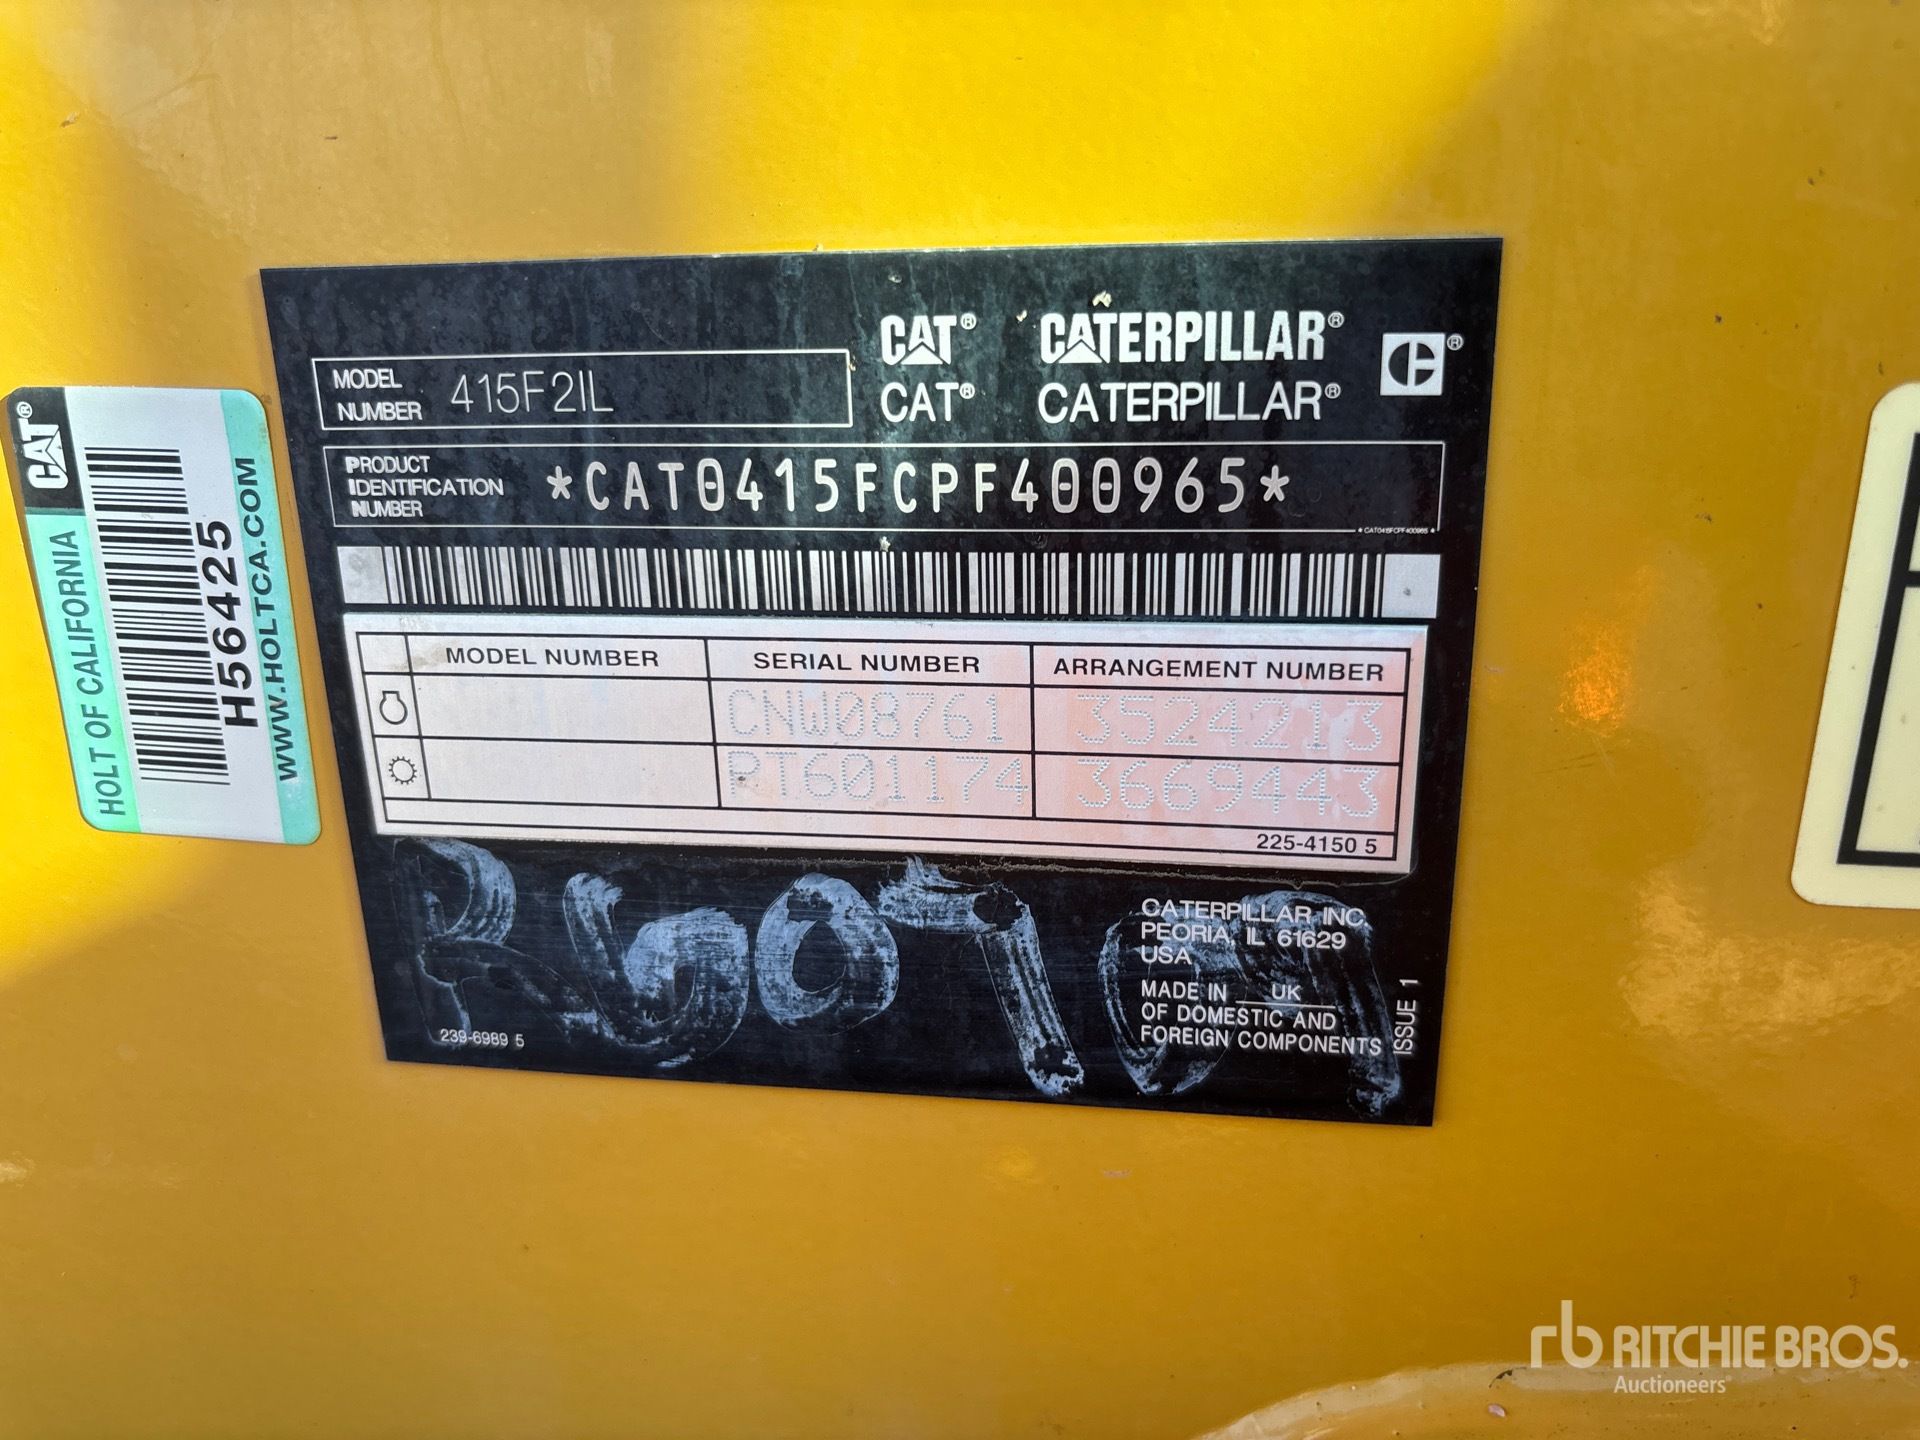 CAT® CATERPILLAR®
CAT® CATERPILLAR® ®
MODEL NUMBER 415F2IL
PRODUCT IDENTIFICATION NUMBER *CAT0415FCPF400965*
*CAT0415FCPF400965*
MODEL NUMBER SERIAL NUMBER ARRANGEMENT NUMBER
CNW08761 3524213
PT601174 3669443
225-4150 5
CATERPILLAR INC.
PEORIA, IL 61629
USA
MADE IN UK
OF DOMESTIC AND
FOREIGN COMPONENTS
ISSUE 1
239-6989 5
CAT®
HOLT OF CALIFORNIA
H56425
WWW.HOLTCA.COM
rb RITCHIE BROS.
Auctioneers